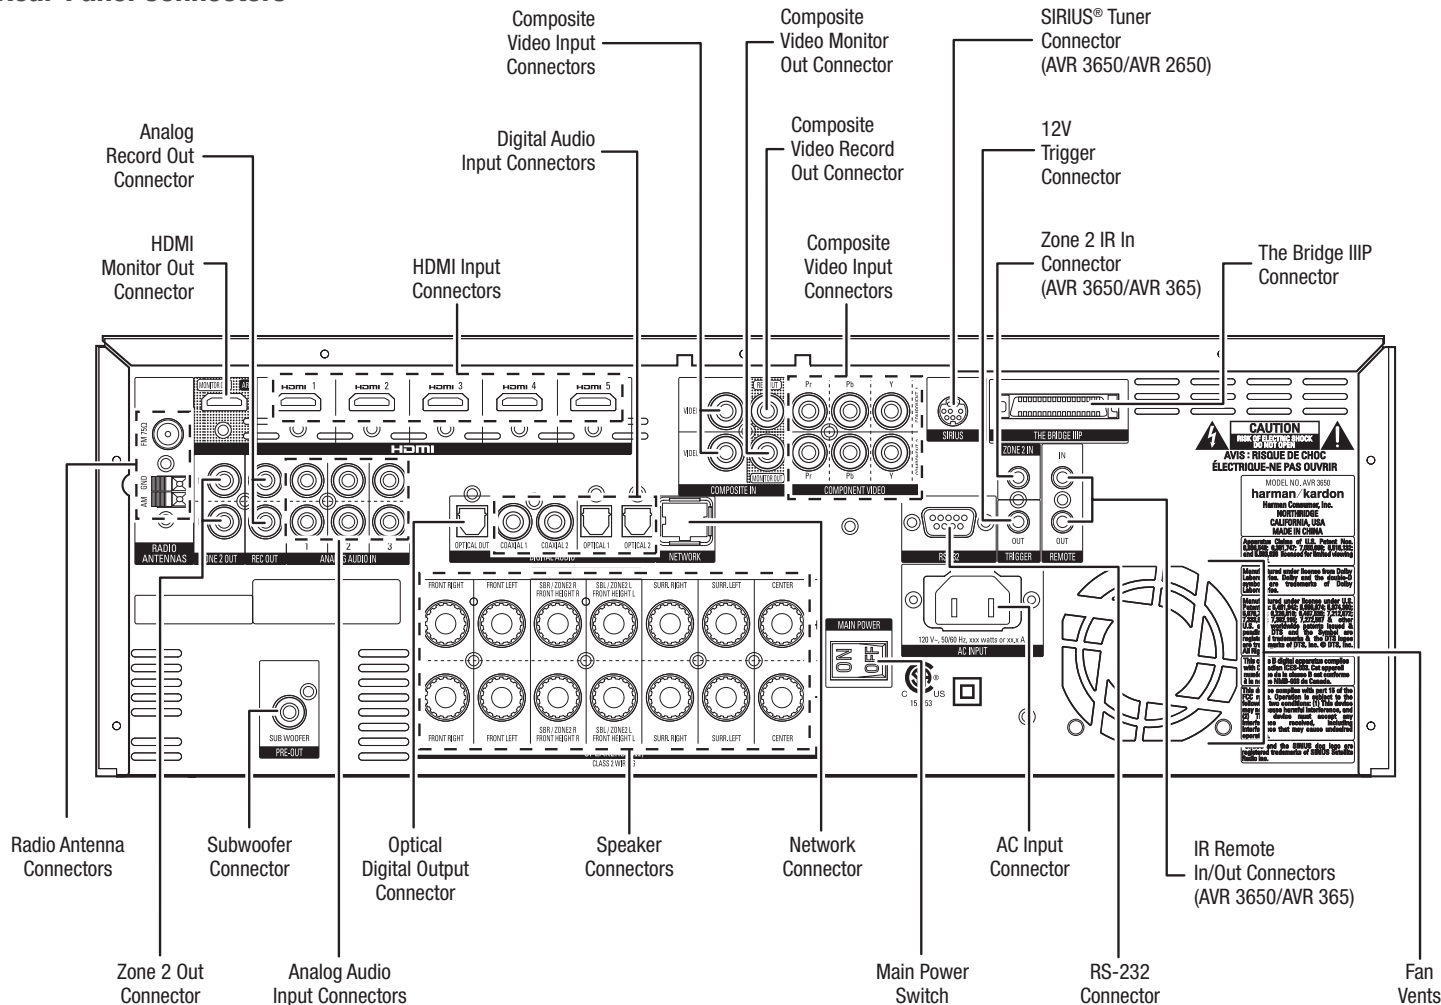 Rear-Panel Connectors
Composite
Video Input
Connectors
Composite
Video Monitor
Out Connector
SIRIUS® Tuner
Connector
(AVR 3650/AVR 2650)
Analog
Record Out
Connector
Digital Audio
Input Connectors
Composite
Video Record
Out Connector
12V
Trigger
Connector
HDMI
Monitor Out
Connector
HDMI Input
Connectors
Composite
Video Input
Connectors
Zone 2 IR In
Connector
(AVR 3650/AVR 365)
The Bridge IIIP
Connector
HDMI 1
HDMI 2
HDMI 3
HDMI 4
HDMI 5
HDMI
FM 75Ω
GND
AM
RADIO
ANTENNAS
ZONE 2 OUT
REC OUT
1
2
3
Pr
Pb
Y
Pr
Pb
Y
MONITOR OUT
COMPOSITE IN
COMPONENT VIDEO
SIRIUS
THE BRIDGE IIIP
ZONE 2 IN
IN
OUT
OUT
TRIGGER
REMOTE
OPTICAL OUT
COAXIAL 1
COAXIAL 2
OPTICAL 1
OPTICAL 2
NETWORK
CAUTION
RISK OF ELECTRIC SHOCK
DO NOT OPEN
AVIS : RISQUE DE CHOC
ÉLECTRIQUE-NE PAS OUVRIR
MODEL NO. AVR 3650
harman/kardon
Harman Consumer, Inc.
NORTHRIDGE
CALIFORNIA, USA
MADE IN CHINA
FRONT RIGHT
FRONT LEFT
SBR / ZONE2 R
FRONT HEIGHT R
SBL / ZONE2 L
FRONT HEIGHT L
SURR. RIGHT
SURR. LEFT
CENTER
MAIN POWER
ON
OFF
120 V~, 50/60 Hz, xxx watts or xx.x A
AC INPUT
C
US
®
SUB WOOFER
PRE-OUT
FRONT RIGHT
FRONT LEFT
SBR / ZONE2 R
FRONT HEIGHT R
SBL / ZONE2 L
FRONT HEIGHT L
SURR. RIGHT
SURR. LEFT
CENTER
Radio Antenna
Connectors
Subwoofer
Connector
Optical
Digital Output
Connector
Speaker
Connectors
Network
Connector
AC Input
Connector
IR Remote
In/Out Connectors
(AVR 3650/AVR 365)
Zone 2 Out
Connector
Analog Audio
Input Connectors
Main Power
Switch
RS-232
Connector
Fan
Vents